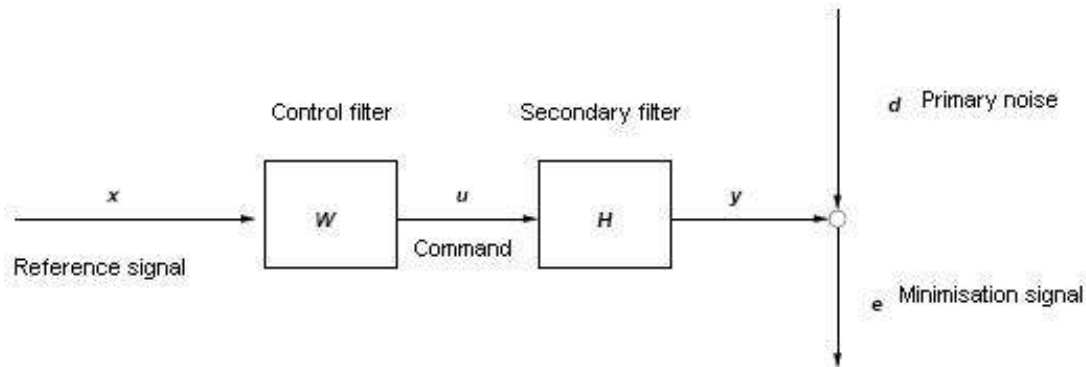 d Primary noise
Control filter
Secondary filter
x
W
u
H
y
Reference signal
Command
e Minimisation signal